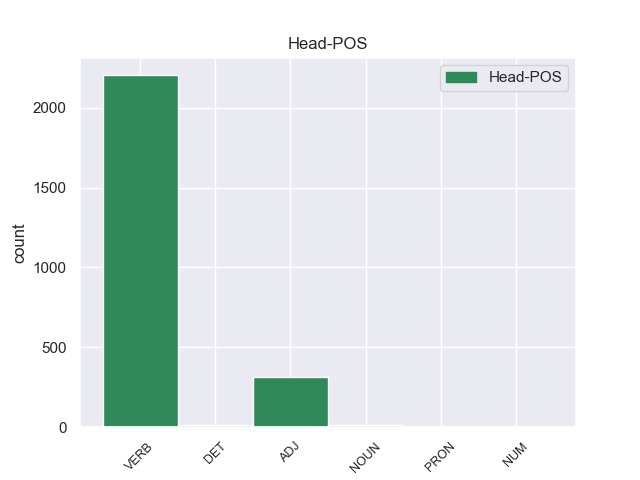 Head-POS
Head-POS
2000
1500
1000
500
0
count
VERB
DET
ADJ
NOUN
PRON
NUM